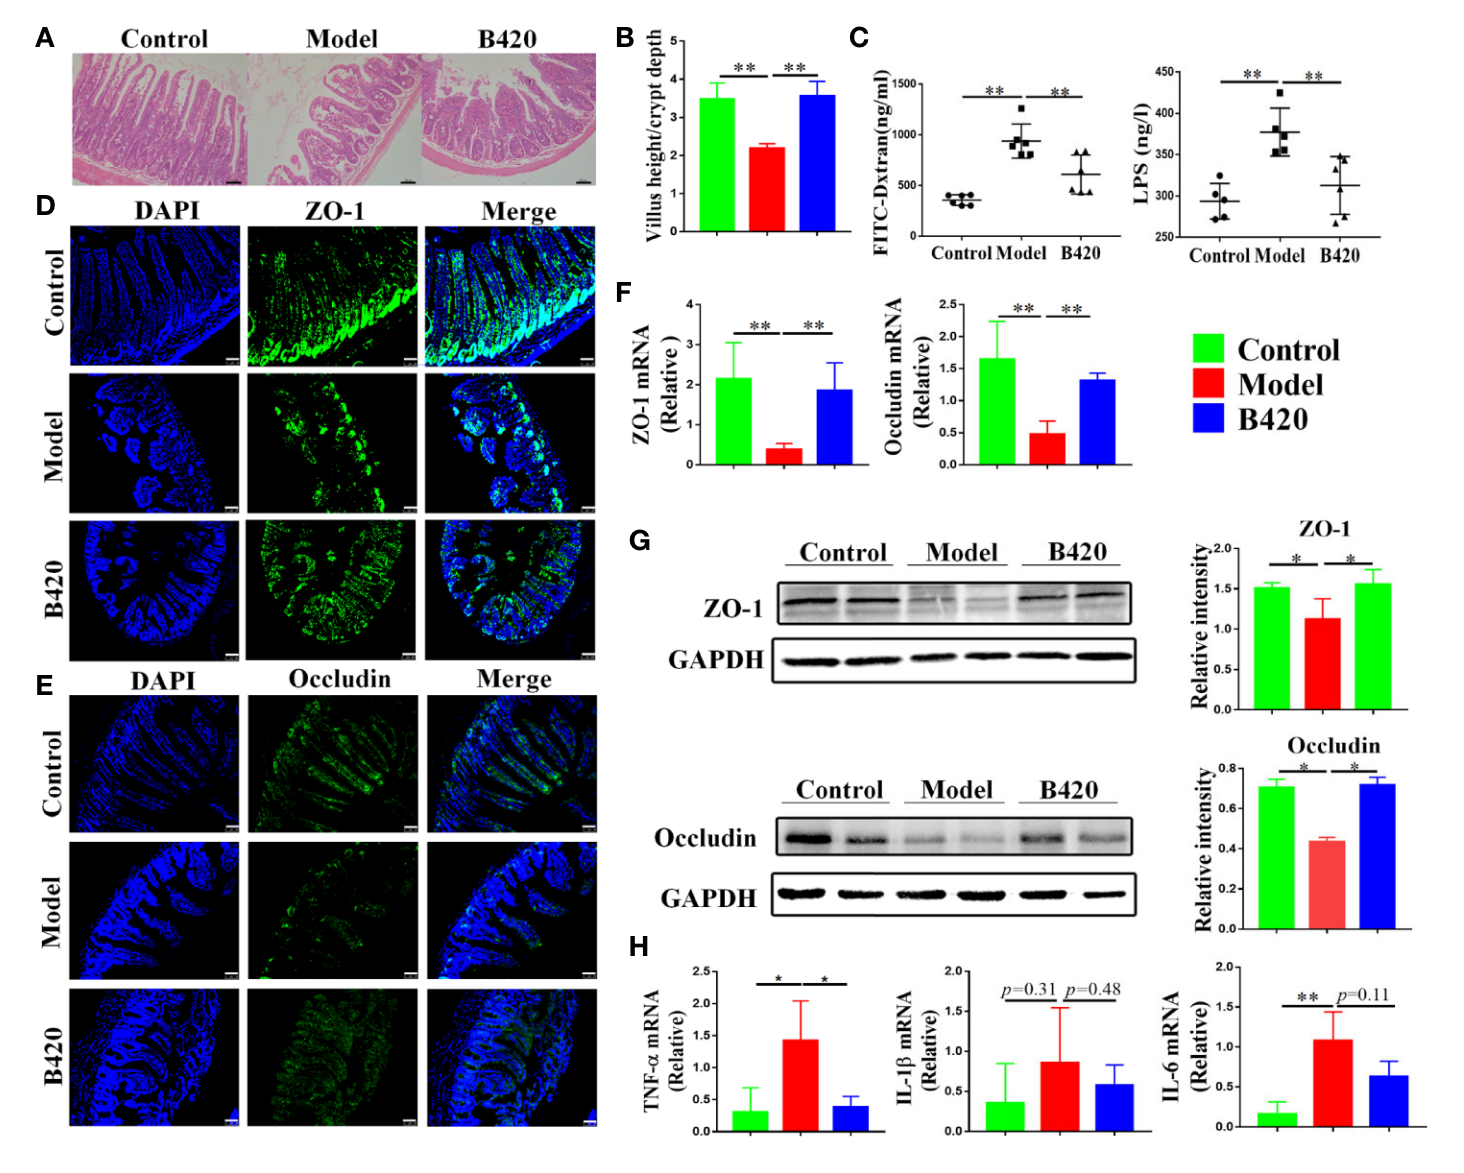 A
Control Model B420
B
Villus height/crypt depth
5
4
3
2
1
0
** **
C
FITC-Dxtran(ng/ml)
1500
1000
500
0
** **
Control Model B420
LPS (ng/l)
450
400
350
300
250
** **
Control Model B420
D
DAPI ZO-1 Merge
Control
Model
B420
E
DAPI Occludin Merge
Control
Model
B420
F
ZO-1 mRNA
(Relative )
4
3
2
1
0
** **
Occludin mRNA
(Relative)
2.5
2.0
1.5
1.0
0.5
0.0
** **
Control
Model
B420
G
Control Model B420
ZO-1
GAPDH
ZO-1
Relative intensity
2.0
1.5
1.0
0.5
0.0
* *
Control Model B420
Occludin
GAPDH
Occludin
Relative intensity
0.8
0.6
0.4
0.2
0.0
* *
H
TNF-α mRNA
(Relative)
2.5
2.0
1.5
1.0
0.5
0.0
* *
IL-1β mRNA
(Relative)
2.0
1.5
1.0
0.5
0.0
p=0.31 p=0.48
IL-6 mRNA
(Relative)
2.0
1.5
1.0
0.5
0.0
** p=0.11